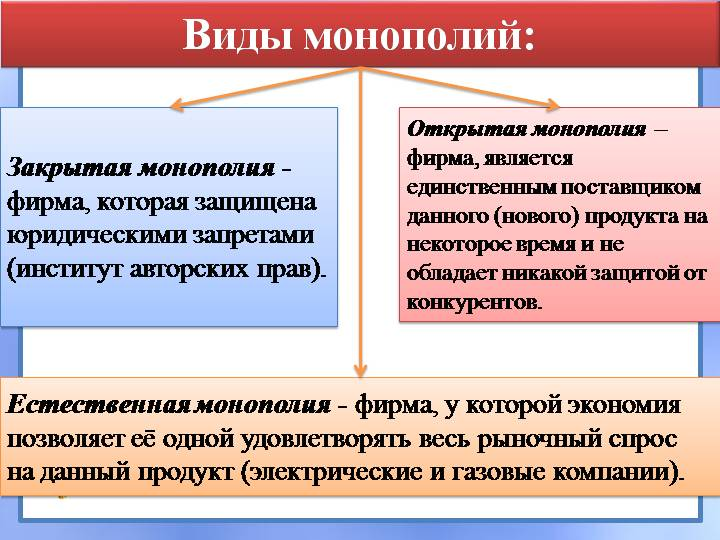 Виды монополий:
Закрытая монополия -
фирма, которая защищена
юридическими запретами
(институт авторских прав).
Открытая монополия –
фирма, является
единственным поставщиком
данного (нового) продукта на
некоторое время и не
обладает никакой защитой от
конкурентов.
Естественная монополия - фирма, у которой экономия
позволяет её одной удовлетворять весь рыночный спрос
на данный продукт (электрические и газовые компании).